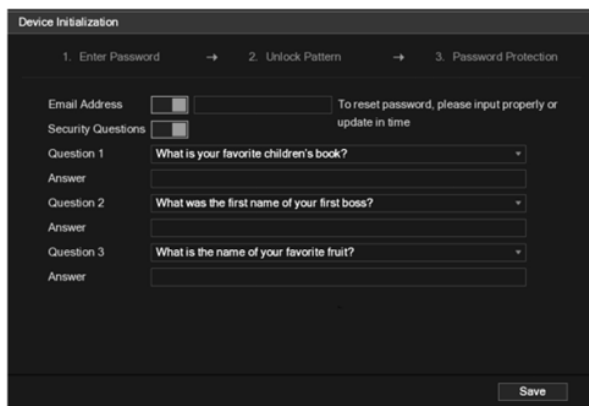 Device Initialization
1. Enter Password → 2. Unlock Pattern → 3. Password Protection
Email Address To reset password, please input properly or
update in time
Security Questions
Question 1 What is your favorite children's book?
Answer
Question 2 What was the first name of your first boss?
Answer
Question 3 What is the name of your favorite fruit?
Answer
Save